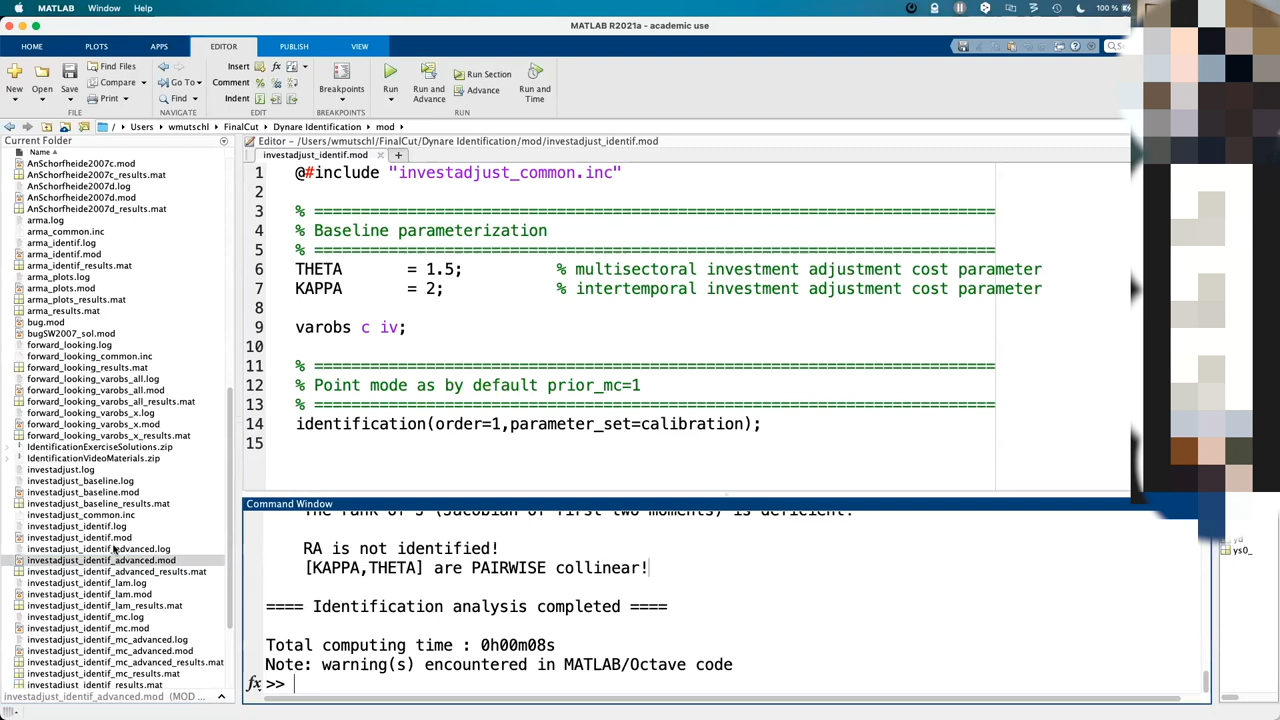 MATLAB Window Help 100 %
MATLAB R2021a - academic use
HOME PLOTS APPS EDITOR PUBLISH VIEW
New Open Save Find Files Compare Print Go To Find Insert Comment Indent Breakpoints Run Run and Advance Run Section Advance Run and Time
FILE NAVIGATE EDIT BREAKPOINTS RUN
/ Users wmutschl FinalCut Dynare Identification mod
Current Folder
Name
AnSchorfheide2007c.mod
AnSchorfheide2007c_results.mat
AnSchorfheide2007d.log
AnSchorfheide2007d.mod
AnSchorfheide2007d_results.mat
arma.log
arma_common.inc
arma_identif.log
arma_identif.mod
arma_identif_results.mat
arma_plots.log
arma_plots.mod
arma_plots_results.mat
arma_results.mat
bug.mod
bugSW2007_sol.mod
forward_looking.log
forward_looking_common.inc
forward_looking_results.mat
forward_looking_varobs_all.log
forward_looking_varobs_all.mod
forward_looking_varobs_all_results.mat
forward_looking_varobs_x.log
forward_looking_varobs_x.mod
forward_looking_varobs_x_results.mat
IdentificationExerciseSolutions.zip
IdentificationVideoMaterials.zip
investadjust.log
investadjust_baseline.log
investadjust_baseline.mod
investadjust_baseline_results.mat
investadjust_common.inc
investadjust_identif.log
investadjust_identif.mod
investadjust_identif_advanced.log
investadjust_identif_advanced.mod
investadjust_identif_advanced_results.mat
investadjust_identif_lam.log
investadjust_identif_lam.mod
investadjust_identif_lam_results.mat
investadjust_identif_mc.log
investadjust_identif_mc.mod
investadjust_identif_mc_advanced.log
investadjust_identif_mc_advanced.mod
investadjust_identif_mc_advanced_results.mat
investadjust_identif_mc_results.mat
investadjust_identif_results.mat
investadjust_identif_advanced.mod (MOD ...
Editor - /Users/wmutschl/FinalCut/Dynare Identification/mod/investadjust_identif.mod
investadjust_identif.mod
1 @#include "investadjust_common.inc"
2
3 % =========================================================================
4 % Baseline parameterization
5 % =========================================================================
6 THETA = 1.5; % multisectoral investment adjustment cost parameter
7 KAPPA = 2; % intertemporal investment adjustment cost parameter
8
9 varobs c iv;
10
11 % =========================================================================
12 % Point mode as by default prior_mc=1
13 % =========================================================================
14 identification(order=1,parameter_set=calibration);
15
Command Window
RA is not identified!
[KAPPA,THETA] are PAIRWISE collinear!
==== Identification analysis completed ====
Total computing time : 0h00m08s
Note: warning(s) encountered in MATLAB/Octave code
fx >>
yd
ys0_